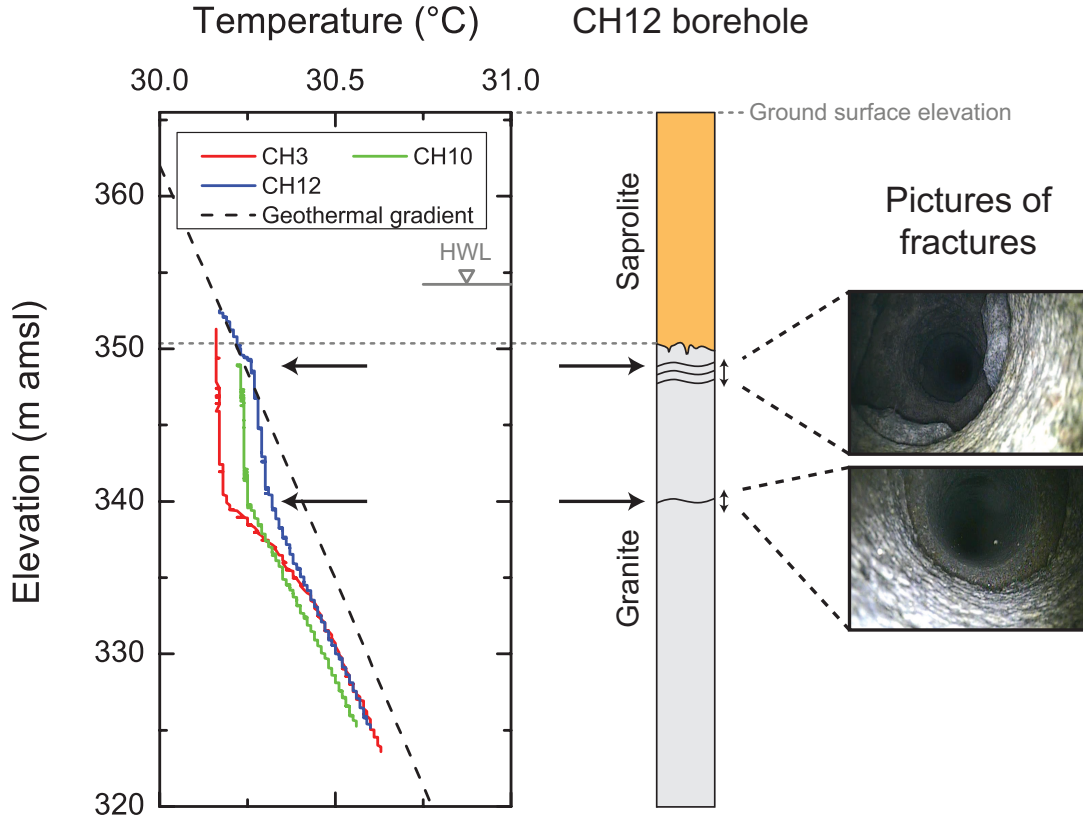 Temperature (°C)
CH12 borehole
30.0 30.5 31.0
Ground surface elevation
CH3 CH10
CH12
Geothermal gradient
360
HWL
350
340
330
320
Elevation (m amsl)
Saprolite
Granite
Pictures of
fractures